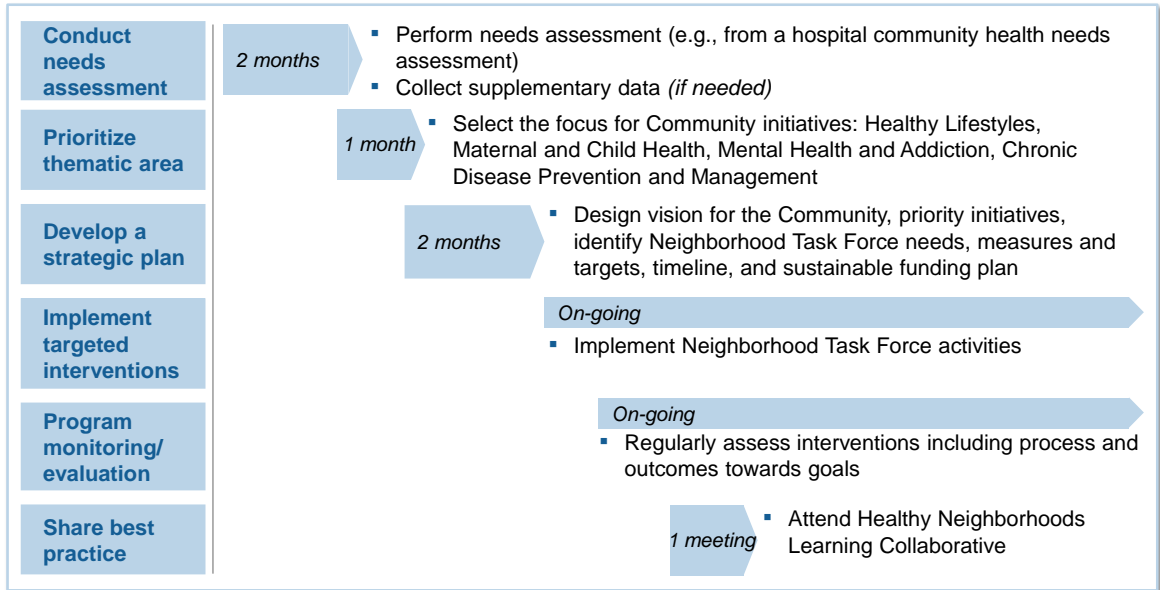 Conduct
needs
assessment
2 months
▪ Perform needs assessment (e.g., from a hospital community health needs
assessment)
▪ Collect supplementary data (if needed)
Prioritize
thematic area
1 month
▪ Select the focus for Community initiatives: Healthy Lifestyles,
Maternal and Child Health, Mental Health and Addiction, Chronic
Disease Prevention and Management
Develop a
strategic plan
2 months
▪ Design vision for the Community, priority initiatives,
identify Neighborhood Task Force needs, measures and
targets, timeline, and sustainable funding plan
Implement
targeted
interventions
On-going
▪ Implement Neighborhood Task Force activities
Program
monitoring/
evaluation
On-going
▪ Regularly assess interventions including process and
outcomes towards goals
Share best
practice
1 meeting
▪ Attend Healthy Neighborhoods
Learning Collaborative